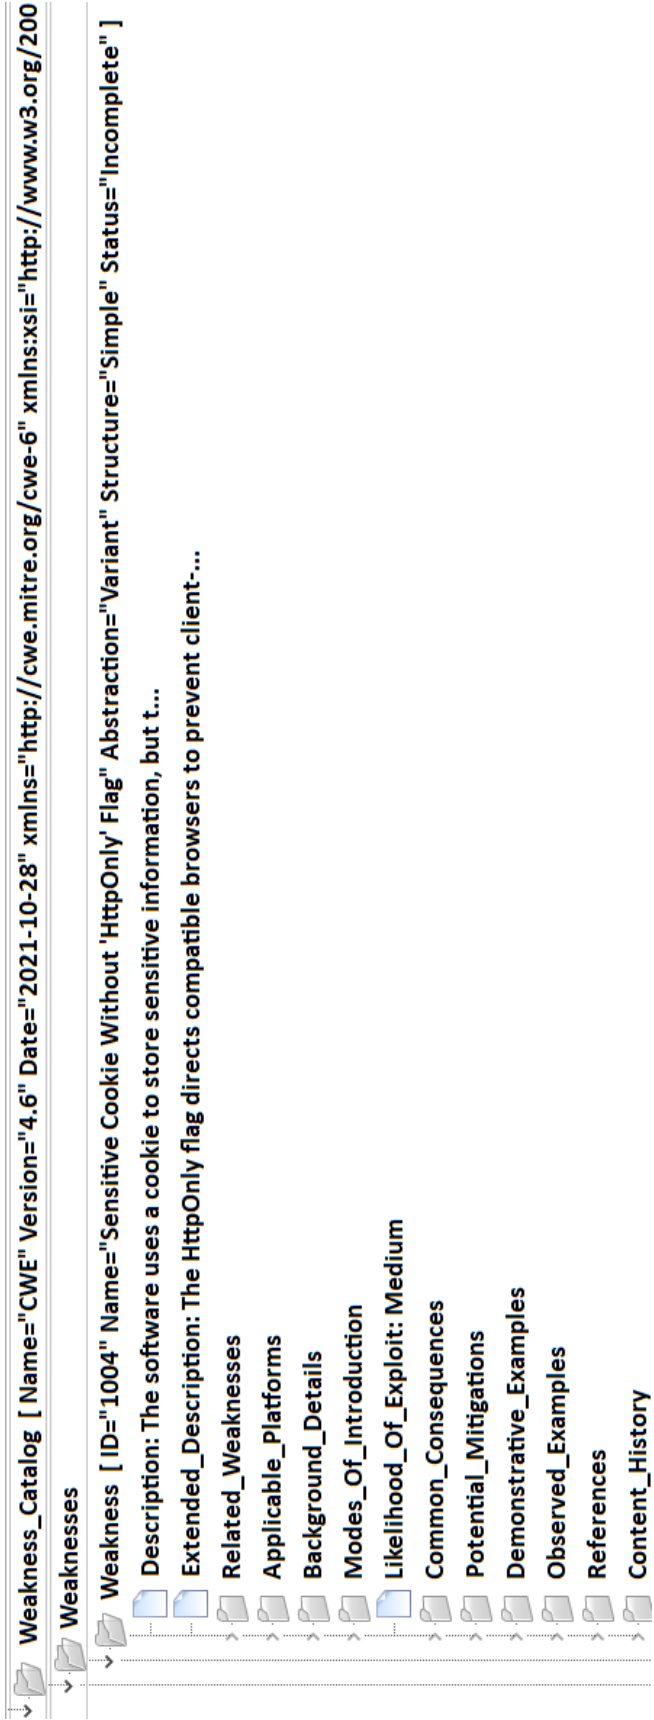 Weakness_Catalog [ Name="CWE" Version="4.6" Date="2021-10-28" xmlns="http://cwe.mitre.org/cwe-6" xmlns:xsi="http://www.w3.org/200
Weaknesses
Weakness [ ID="1004" Name="Sensitive Cookie Without 'HttpOnly' Flag" Abstraction="Variant" Structure="Simple" Status="Incomplete" ]
Description: The software uses a cookie to store sensitive information, but t...
Extended_Description: The HttpOnly flag directs compatible browsers to prevent client-...
Related_Weaknesses
Applicable_Platforms
Background_Details
Modes_Of_Introduction
Likelihood_Of_Exploit: Medium
Common_Consequences
Potential_Mitigations
Demonstrative_Examples
Observed_Examples
References
Content_History